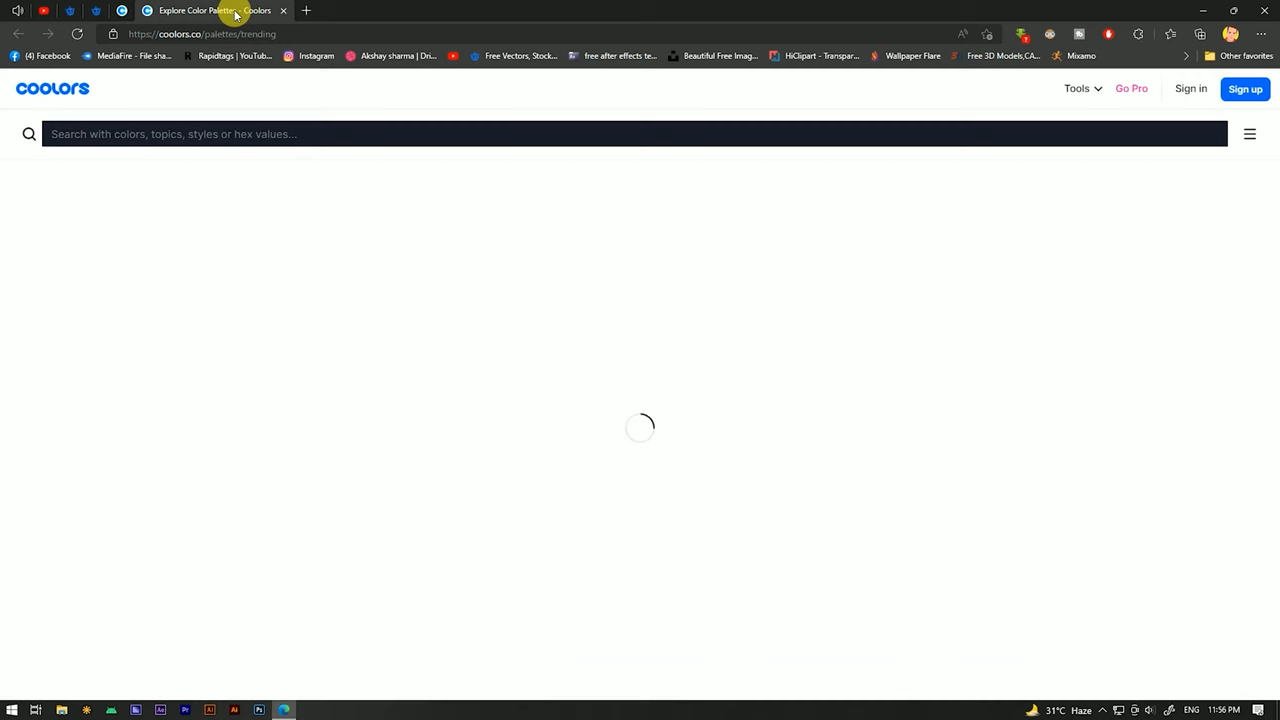 Explore Color Palettes - Coolors
https://coolors.co/palettes/trending
(4) Facebook
MediaFire - File sha...
Rapidtags | YouTub...
Instagram
Akshay sharma | Dri...
Free Vectors, Stock...
free after effects te...
Beautiful Free Imag...
HiClipart - Transpar...
Wallpaper Flare
Free 3D Models,CA...
Mixamo
Other favorites
coolors
Tools
Go Pro
Sign in
Sign up
Search with colors, topics, styles or hex values...
31°C Haze
ENG
11:56 PM